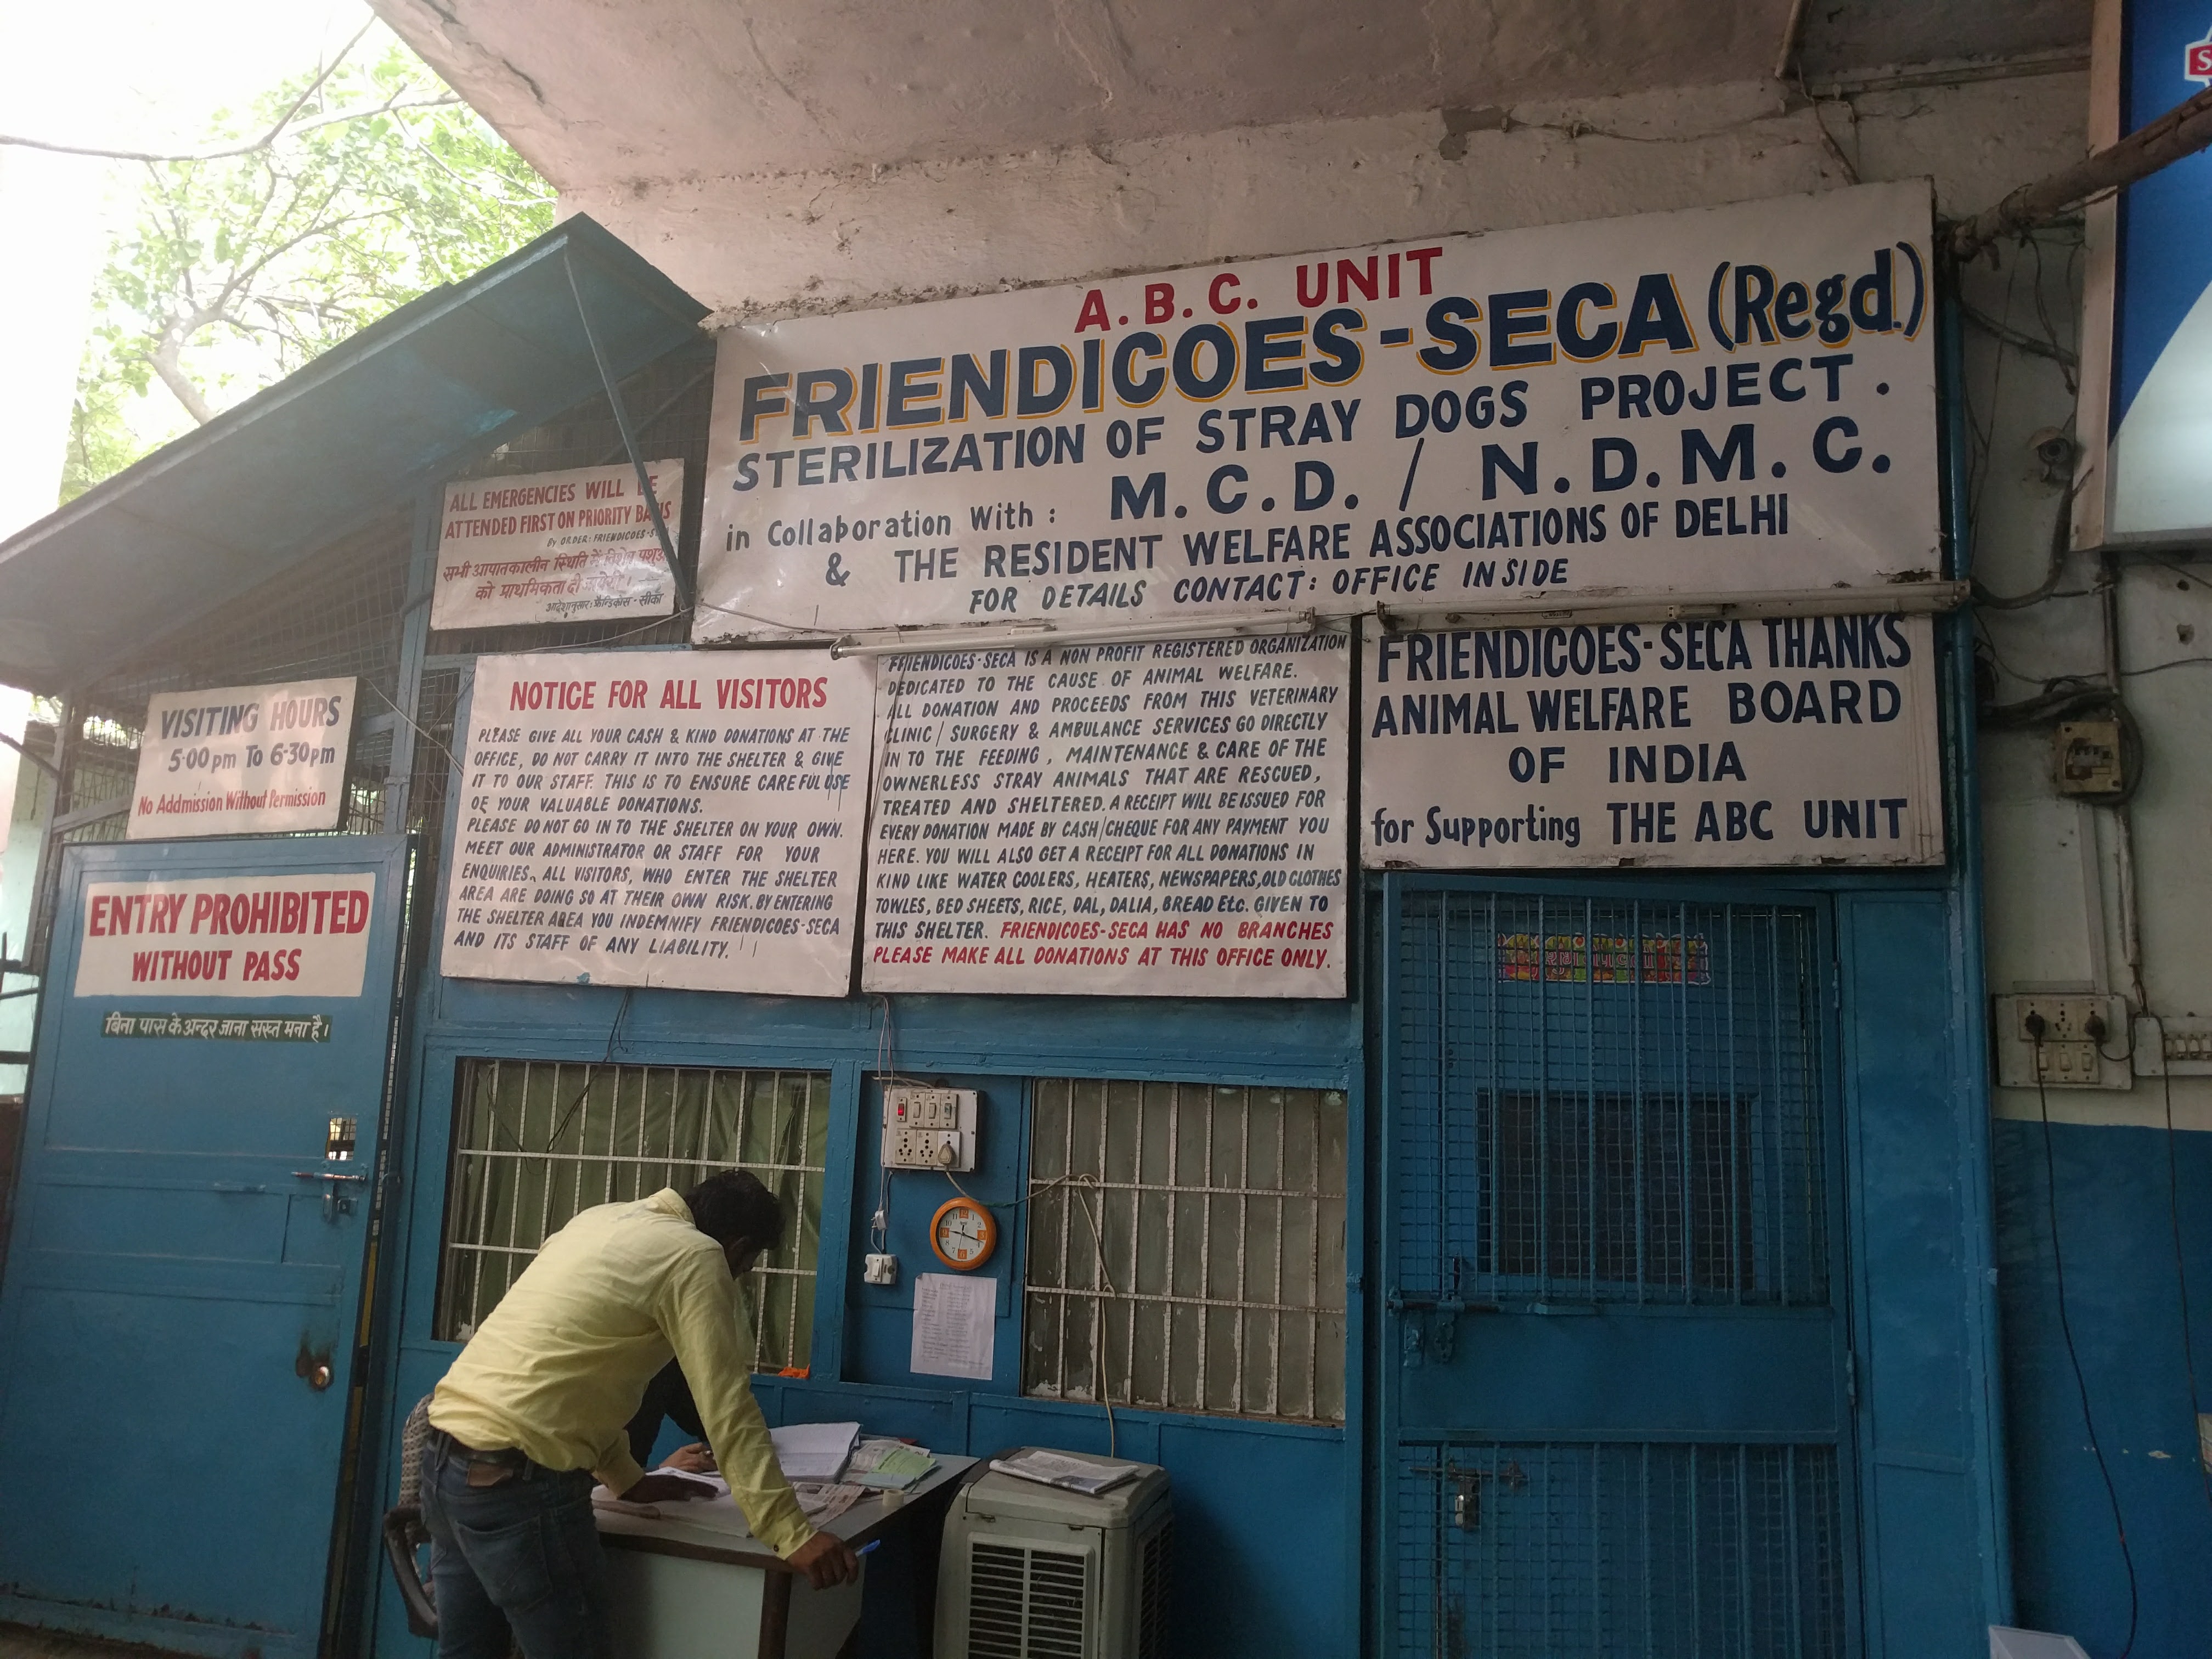 A.B.C. UNIT
FRIENDICOES-SECA (Regd.)
STERILIZATION OF STRAY DOGS PROJECT.
in Collaboration With: M.C.D. / N.D.M.C.
& THE RESIDENT WELFARE ASSOCIATIONS OF DELHI
FOR DETAILS CONTACT: OFFICE INSIDE
ALL EMERGENCIES WILL BE
ATTENDED FIRST ON PRIORITY BASIS
By ORDER: FRIENDICOES-S
सभी आपातकालीन स्थिति में
को प्राथमिकता दी जायेगी।
आदेशानुसार: फ्रैन्डिकोस - सीका
VISITING HOURS
5·00 pm To 6·30 pm
No Addmission Without Permission
ENTRY PROHIBITED
WITHOUT PASS
बिना पास के अन्दर जाना सख्त मना है।
NOTICE FOR ALL VISITORS
PLEASE GIVE ALL YOUR CASH & KIND DONATIONS AT THE
OFFICE, DO NOT CARRY IT INTO THE SHELTER & GIVE
IT TO OUR STAFF. THIS IS TO ENSURE CAREFUL USE
OF YOUR VALUABLE DONATIONS.
PLEASE DO NOT GO IN TO THE SHELTER ON YOUR OWN.
MEET OUR ADMINISTRATOR OR STAFF FOR YOUR
ENQUIRIES. ALL VISITORS, WHO ENTER THE SHELTER
AREA ARE DOING SO AT THEIR OWN RISK. BY ENTERING
THE SHELTER AREA YOU INDEMNIFY FRIENDICOES-SECA
AND ITS STAFF OF ANY LIABILITY.
FRIENDICOES-SECA IS A NON PROFIT REGISTERED ORGANIZATION
DEDICATED TO THE CAUSE OF ANIMAL WELFARE.
ALL DONATION AND PROCEEDS FROM THIS VETERINARY
CLINIC / SURGERY & AMBULANCE SERVICES GO DIRECTLY
IN TO THE FEEDING, MAINTENANCE & CARE OF THE
OWNERLESS STRAY ANIMALS THAT ARE RESCUED,
TREATED AND SHELTERED. A RECEIPT WILL BE ISSUED FOR
EVERY DONATION MADE BY CASH/CHEQUE FOR ANY PAYMENT YOU
HERE. YOU WILL ALSO GET A RECEIPT FOR ALL DONATIONS IN
KIND LIKE WATER COOLERS, HEATERS, NEWSPAPERS, OLD CLOTHES
TOWLES, BED SHEETS, RICE, DAL, DALIA, BREAD Etc. GIVEN TO
THIS SHELTER. FRIENDICOES-SECA HAS NO BRANCHES
PLEASE MAKE ALL DONATIONS AT THIS OFFICE ONLY.
FRIENDICOES-SECA THANKS
ANIMAL WELFARE BOARD
OF INDIA
for Supporting THE ABC UNIT